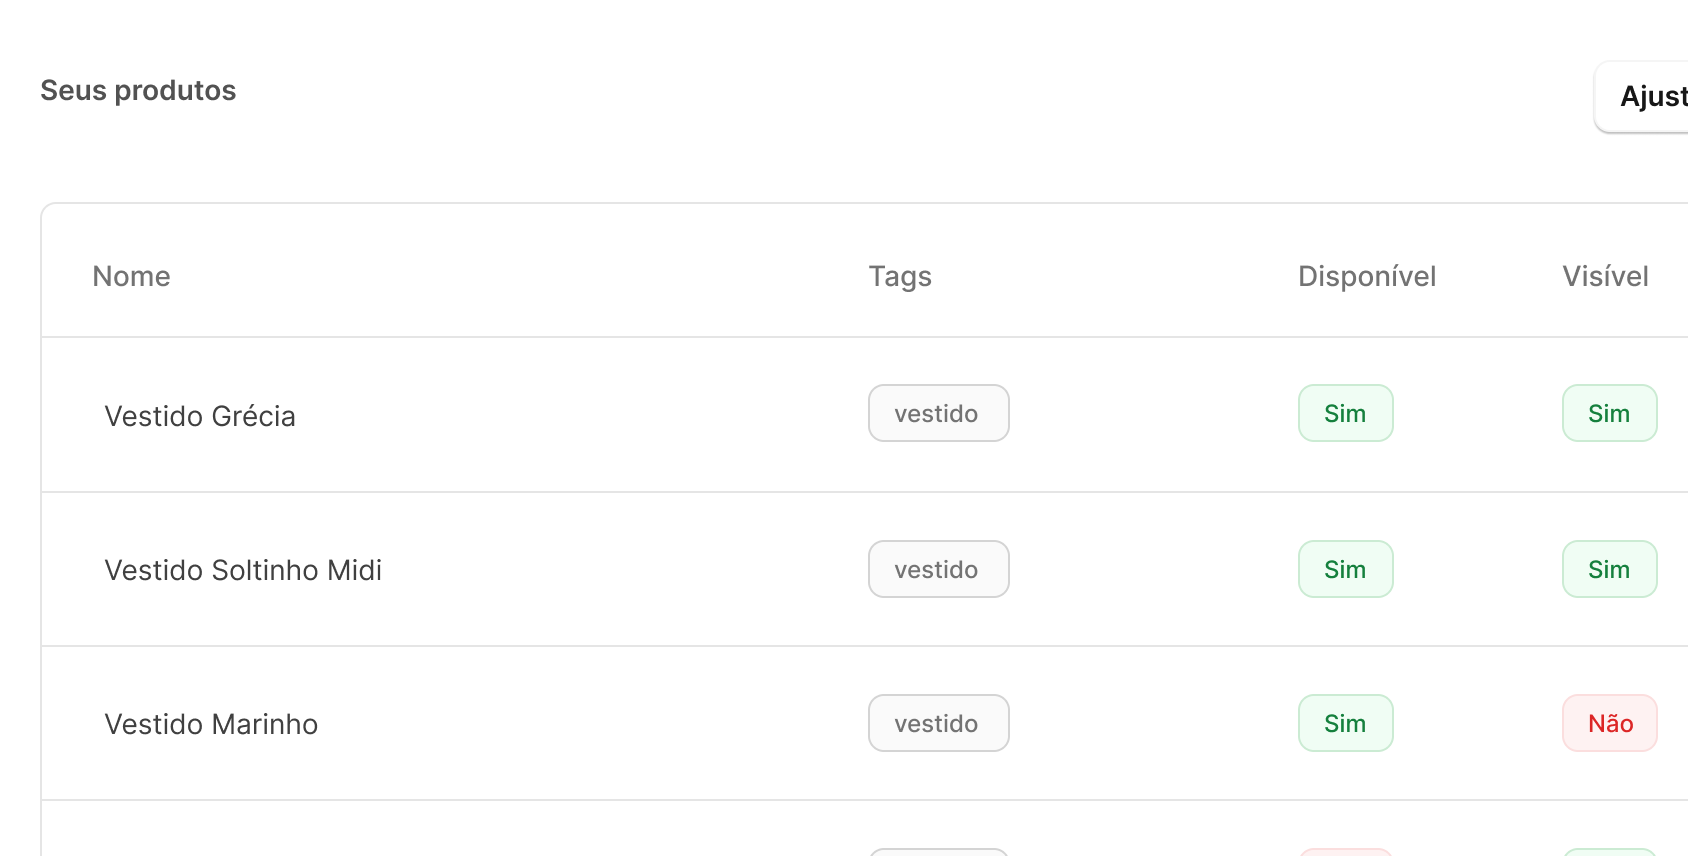 Seus produtos
Nome Tags Disponível Visível
Vestido Grécia vestido Sim Sim
Vestido Soltinho Midi vestido Sim Sim
Vestido Marinho vestido Sim Não